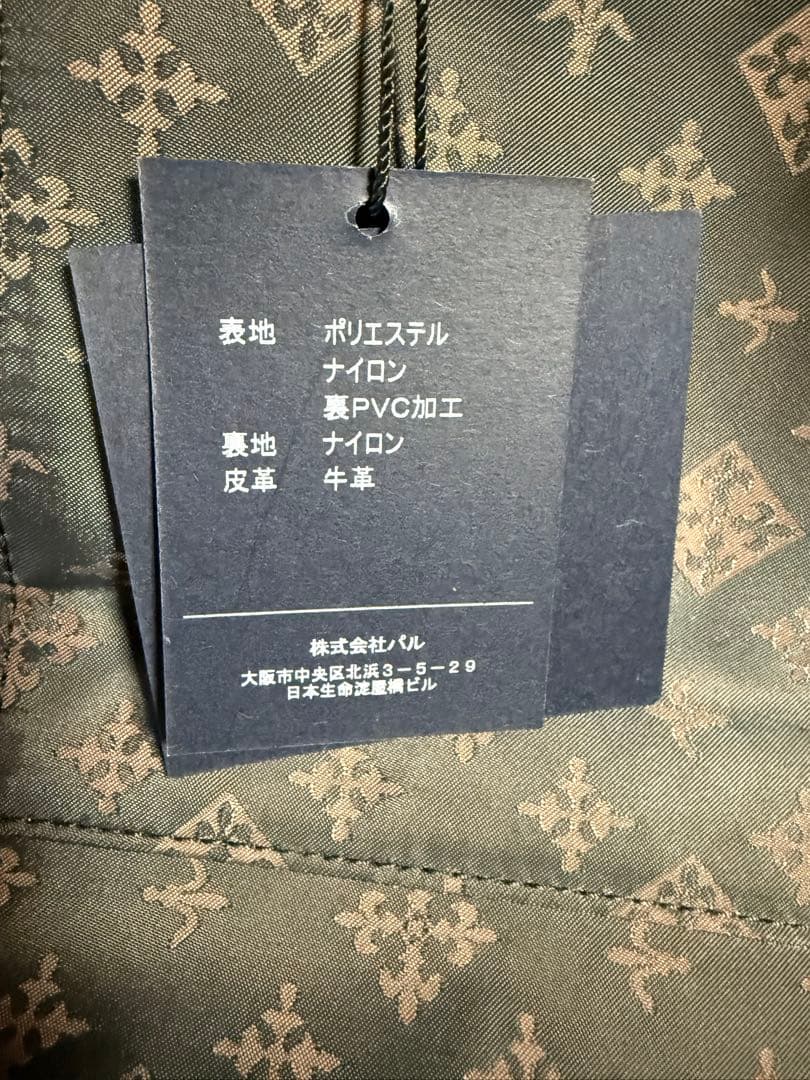 表地 ポリエステル
ナイロン
裏PVC加工
裏地 ナイロン
皮革 牛革
株式会社パル
大阪市中央区北浜3-5-29
日本生命淀屋橋ビル